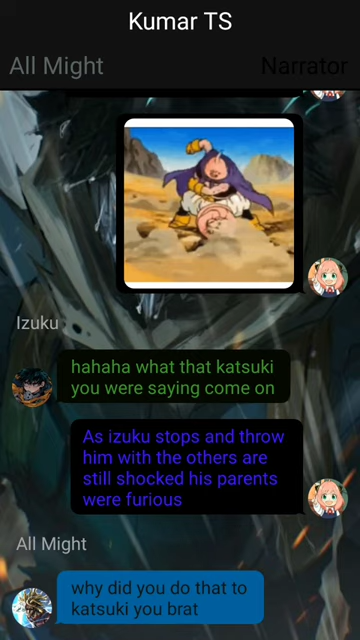 Kumar TS
All Might
Narrator
Izuku
hahaha what that katsuki
you were saying come on
As izuku stops and throw
him with the others are
still shocked his parents
were furious
All Might
why did you do that to
katsuki you brat